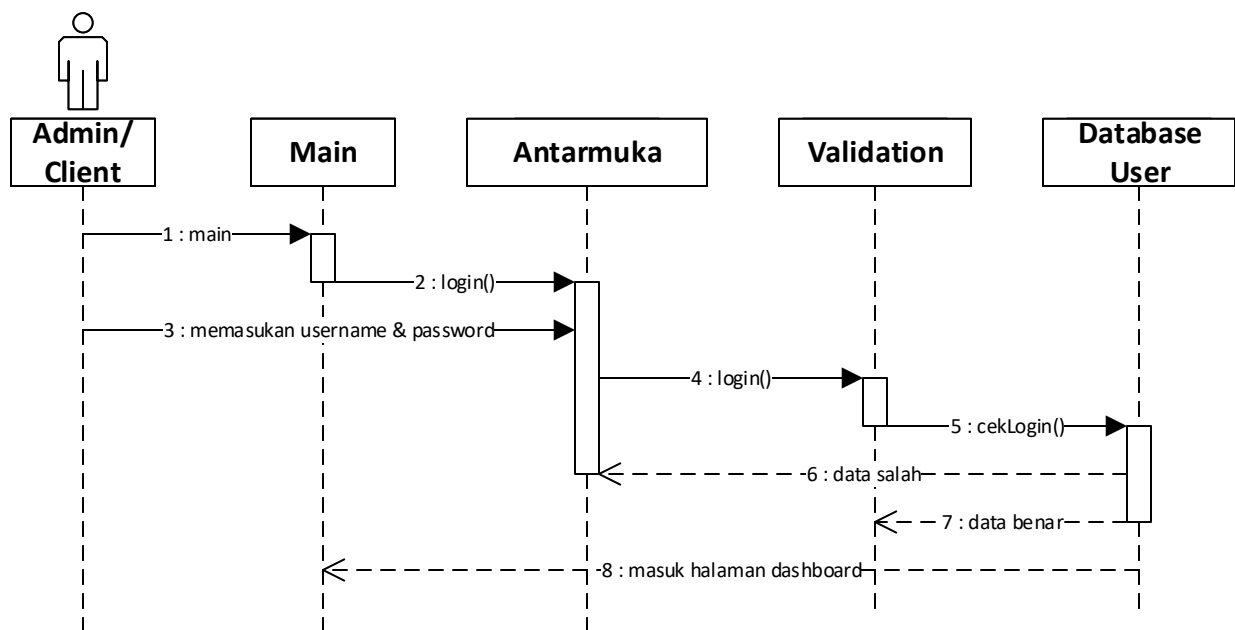 Admin/
Client
Main
Antarmuka
Validation
Database
User
1 : main
2 : login()
3 : memasukan username & password
4 : login()
5 : cekLogin()
6 : data salah
7 : data benar
8 : masuk halaman dashboard